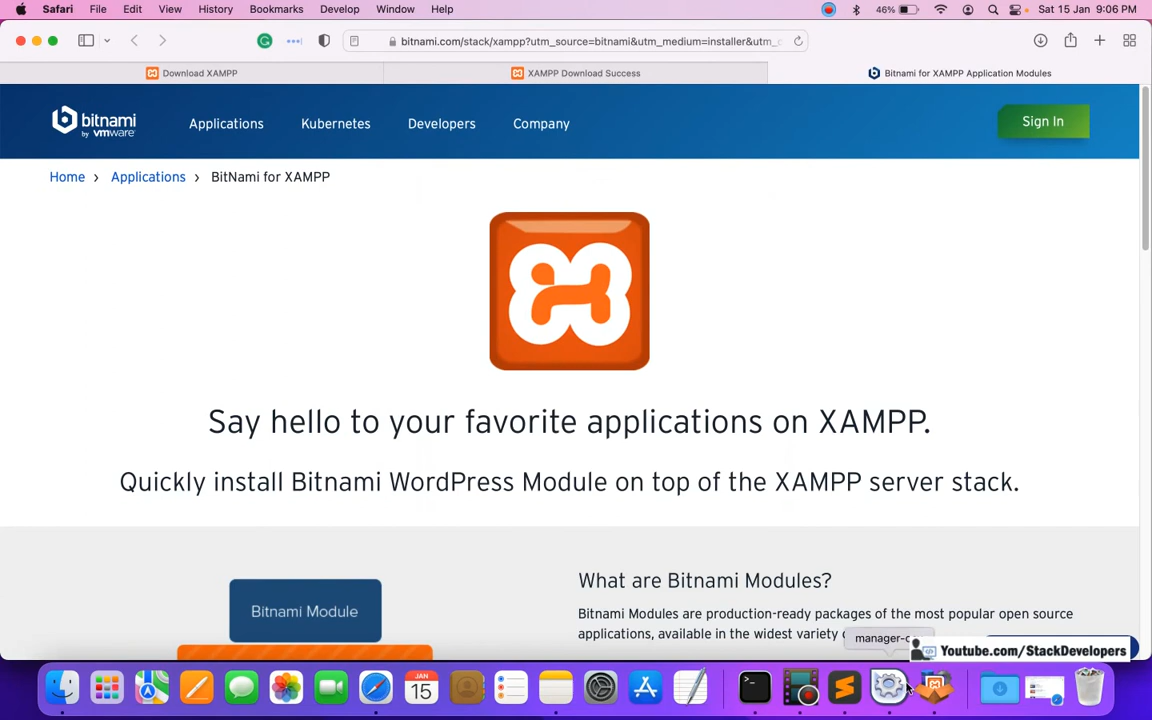 Safari File Edit View History Bookmarks Develop Window Help 46% Sat 15 Jan 9:06 PM
bitnami.com/stack/xampp?utm_source=bitnami&utm_medium=installer&utm_
Download XAMPP XAMPP Download Success Bitnami for XAMPP Application Modules
bitnami by vmware Applications Kubernetes Developers Company Sign In
Home › Applications › BitNami for XAMPP
Say hello to your favorite applications on XAMPP.
Quickly install Bitnami WordPress Module on top of the XAMPP server stack.
What are Bitnami Modules?
Bitnami Module
Bitnami Modules are production-ready packages of the most popular open source
applications, available in the widest variety
Youtube.com/StackDevelopers
JAN
15